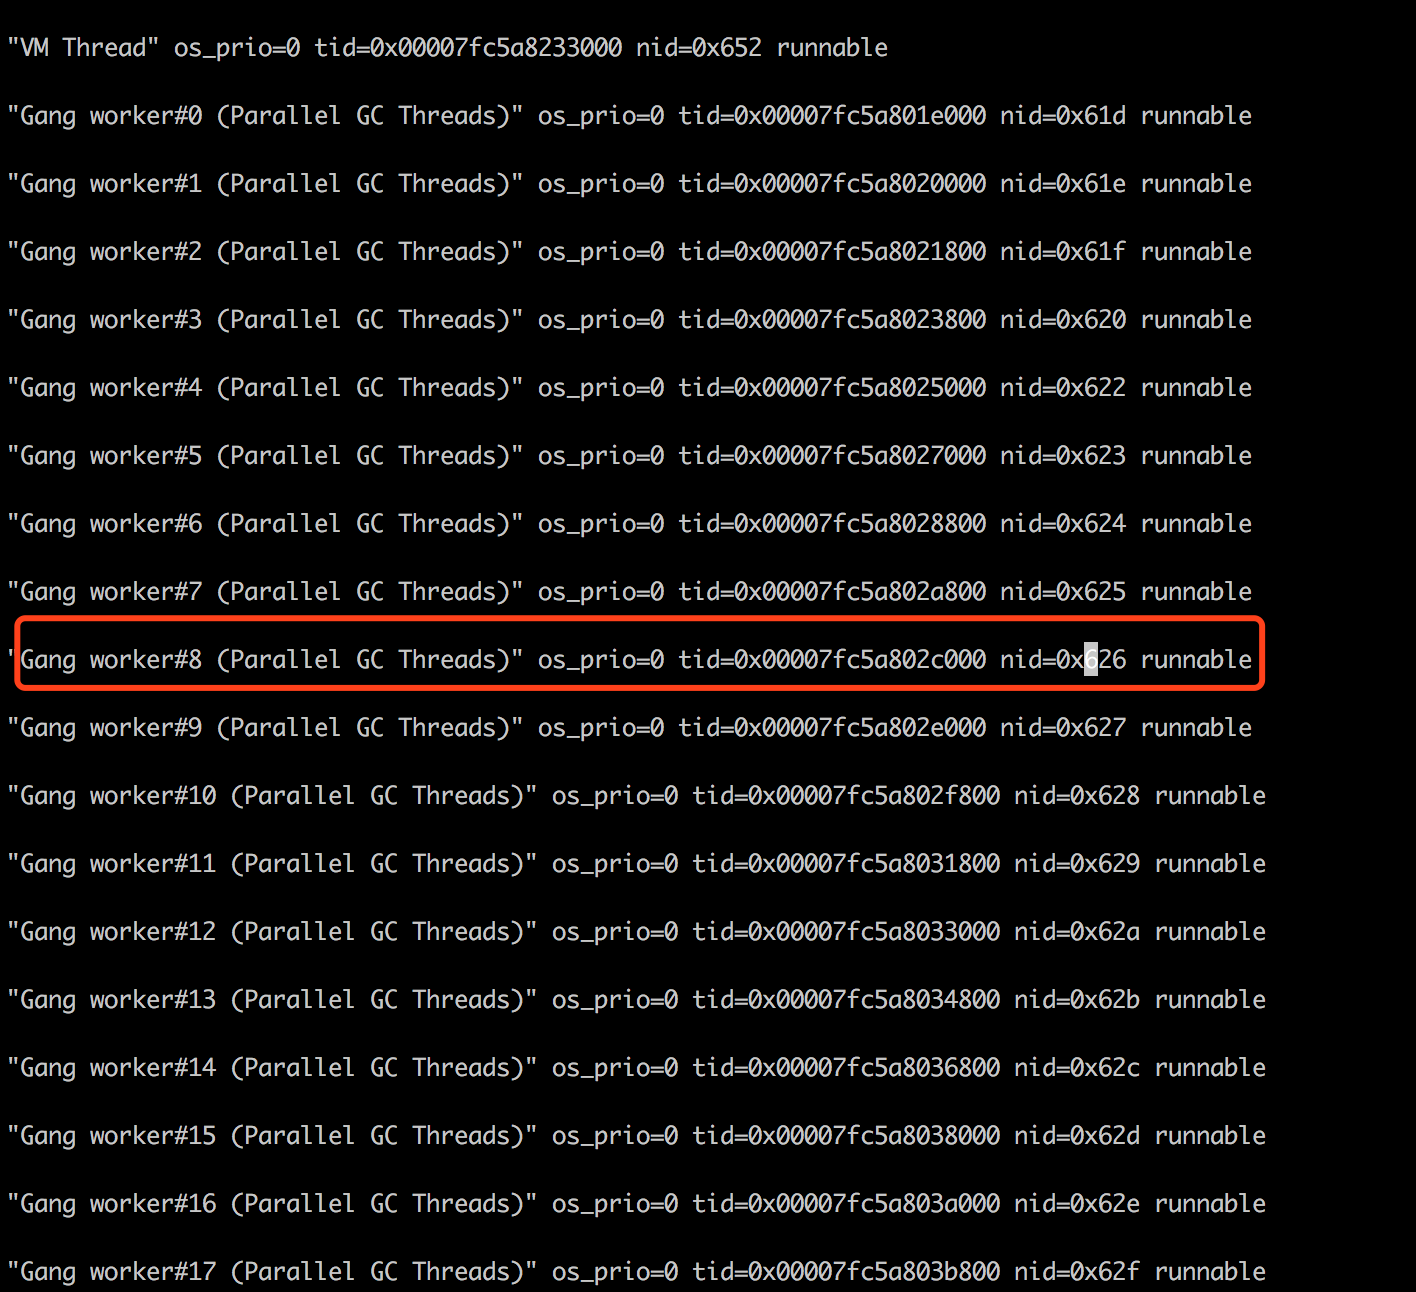 "VM Thread" os_prio=0 tid=0x00007fc5a8233000 nid=0x652 runnable
"Gang worker#0 (Parallel GC Threads)" os_prio=0 tid=0x00007fc5a801e000 nid=0x61d runnable
"Gang worker#1 (Parallel GC Threads)" os_prio=0 tid=0x00007fc5a8020000 nid=0x61e runnable
"Gang worker#2 (Parallel GC Threads)" os_prio=0 tid=0x00007fc5a8021800 nid=0x61f runnable
"Gang worker#3 (Parallel GC Threads)" os_prio=0 tid=0x00007fc5a8023800 nid=0x620 runnable
"Gang worker#4 (Parallel GC Threads)" os_prio=0 tid=0x00007fc5a8025000 nid=0x622 runnable
"Gang worker#5 (Parallel GC Threads)" os_prio=0 tid=0x00007fc5a8027000 nid=0x623 runnable
"Gang worker#6 (Parallel GC Threads)" os_prio=0 tid=0x00007fc5a8028800 nid=0x624 runnable
"Gang worker#7 (Parallel GC Threads)" os_prio=0 tid=0x00007fc5a802a800 nid=0x625 runnable
"Gang worker#8 (Parallel GC Threads)" os_prio=0 tid=0x00007fc5a802c000 nid=0x626 runnable
"Gang worker#9 (Parallel GC Threads)" os_prio=0 tid=0x00007fc5a802e000 nid=0x627 runnable
"Gang worker#10 (Parallel GC Threads)" os_prio=0 tid=0x00007fc5a802f800 nid=0x628 runnable
"Gang worker#11 (Parallel GC Threads)" os_prio=0 tid=0x00007fc5a8031800 nid=0x629 runnable
"Gang worker#12 (Parallel GC Threads)" os_prio=0 tid=0x00007fc5a8033000 nid=0x62a runnable
"Gang worker#13 (Parallel GC Threads)" os_prio=0 tid=0x00007fc5a8034800 nid=0x62b runnable
"Gang worker#14 (Parallel GC Threads)" os_prio=0 tid=0x00007fc5a8036800 nid=0x62c runnable
"Gang worker#15 (Parallel GC Threads)" os_prio=0 tid=0x00007fc5a8038000 nid=0x62d runnable
"Gang worker#16 (Parallel GC Threads)" os_prio=0 tid=0x00007fc5a803a000 nid=0x62e runnable
"Gang worker#17 (Parallel GC Threads)" os_prio=0 tid=0x00007fc5a803b800 nid=0x62f runnable